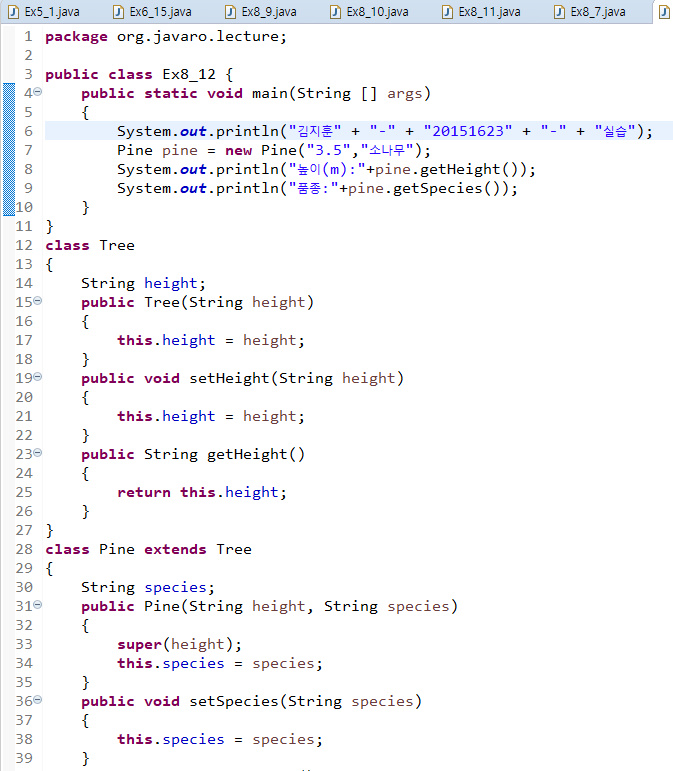 Ex5_1.java Ex6_15.java Ex8_9.java Ex8_10.java Ex8_11.java Ex8_7.java
1 package org.javaro.lecture;
2
3 public class Ex8_12 {
4 public static void main(String [] args)
5 {
6 System.out.println("김지훈" + "-" + "20151623" + "-" + "실습");
7 Pine pine = new Pine("3.5","소나무");
8 System.out.println("높이(m):"+pine.getHeight());
9 System.out.println("품종:"+pine.getSpecies());
10 }
11 }
12 class Tree
13 {
14 String height;
15 public Tree(String height)
16 {
17 this.height = height;
18 }
19 public void setHeight(String height)
20 {
21 this.height = height;
22 }
23 public String getHeight()
24 {
25 return this.height;
26 }
27 }
28 class Pine extends Tree
29 {
30 String species;
31 public Pine(String height, String species)
32 {
33 super(height);
34 this.species = species;
35 }
36 public void setSpecies(String species)
37 {
38 this.species = species;
39 }